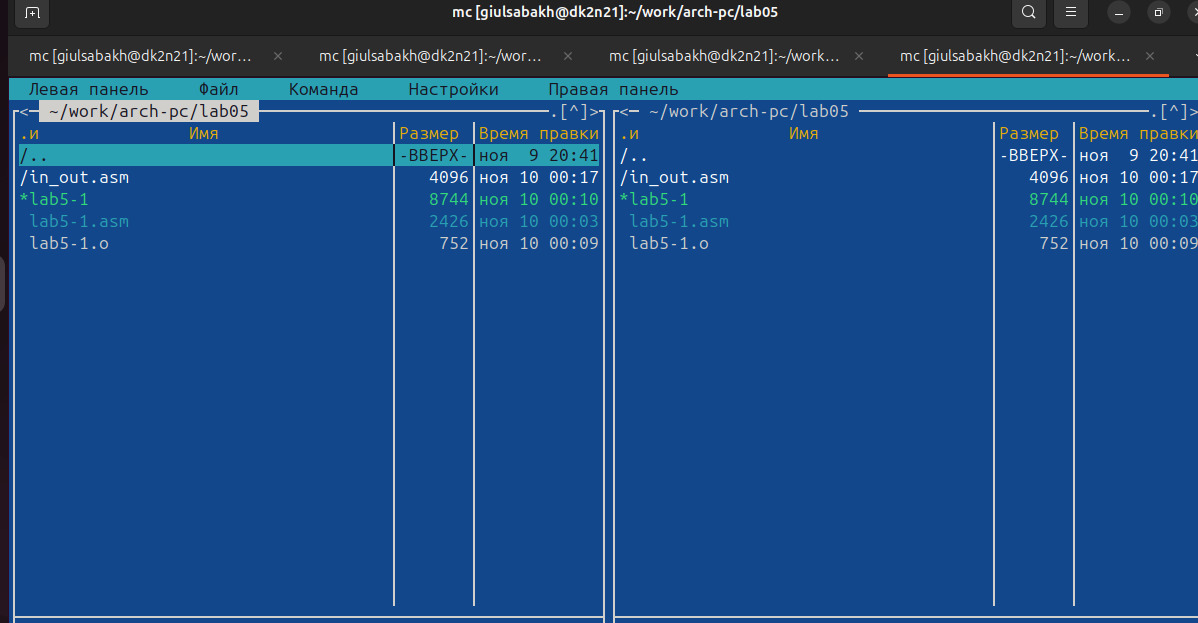 mc [giulsabakh@dk2n21]:~/work/arch-pc/lab05
mc [giulsabakh@dk2n21]:~/wor… mc [giulsabakh@dk2n21]:~/wor… mc [giulsabakh@dk2n21]:~/work… mc [giulsabakh@dk2n21]:~/work…
Левая панель Файл Команда Настройки Правая панель
<─ ~/work/arch-pc/lab05 ─.[^]> <─ ~/work/arch-pc/lab05 ─.[^]>
.и Имя Размер Время правки .и Имя Размер Время правки
/.. -ВВЕРХ- ноя 9 20:41 /.. -ВВЕРХ- ноя 9 20:41
/in_out.asm 4096 ноя 10 00:17 /in_out.asm 4096 ноя 10 00:17
*lab5-1 8744 ноя 10 00:10 *lab5-1 8744 ноя 10 00:10
lab5-1.asm 2426 ноя 10 00:03 lab5-1.asm 2426 ноя 10 00:03
lab5-1.o 752 ноя 10 00:09 lab5-1.o 752 ноя 10 00:09